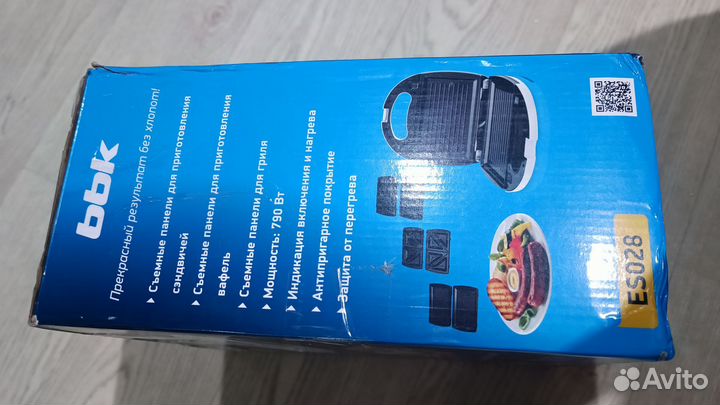 bbk
Прекрасный результат без хлопот!
▸ Съемные панели для приготовления
сэндвичей
▸ Съемные панели для приготовления
вафель
▸ Съемные панели для гриля
▸ Мощность: 790 Вт
▸ Индикация включения и нагрева
▸ Антипригарное покрытие
▸ Защита от перегрева
ES028
Avito